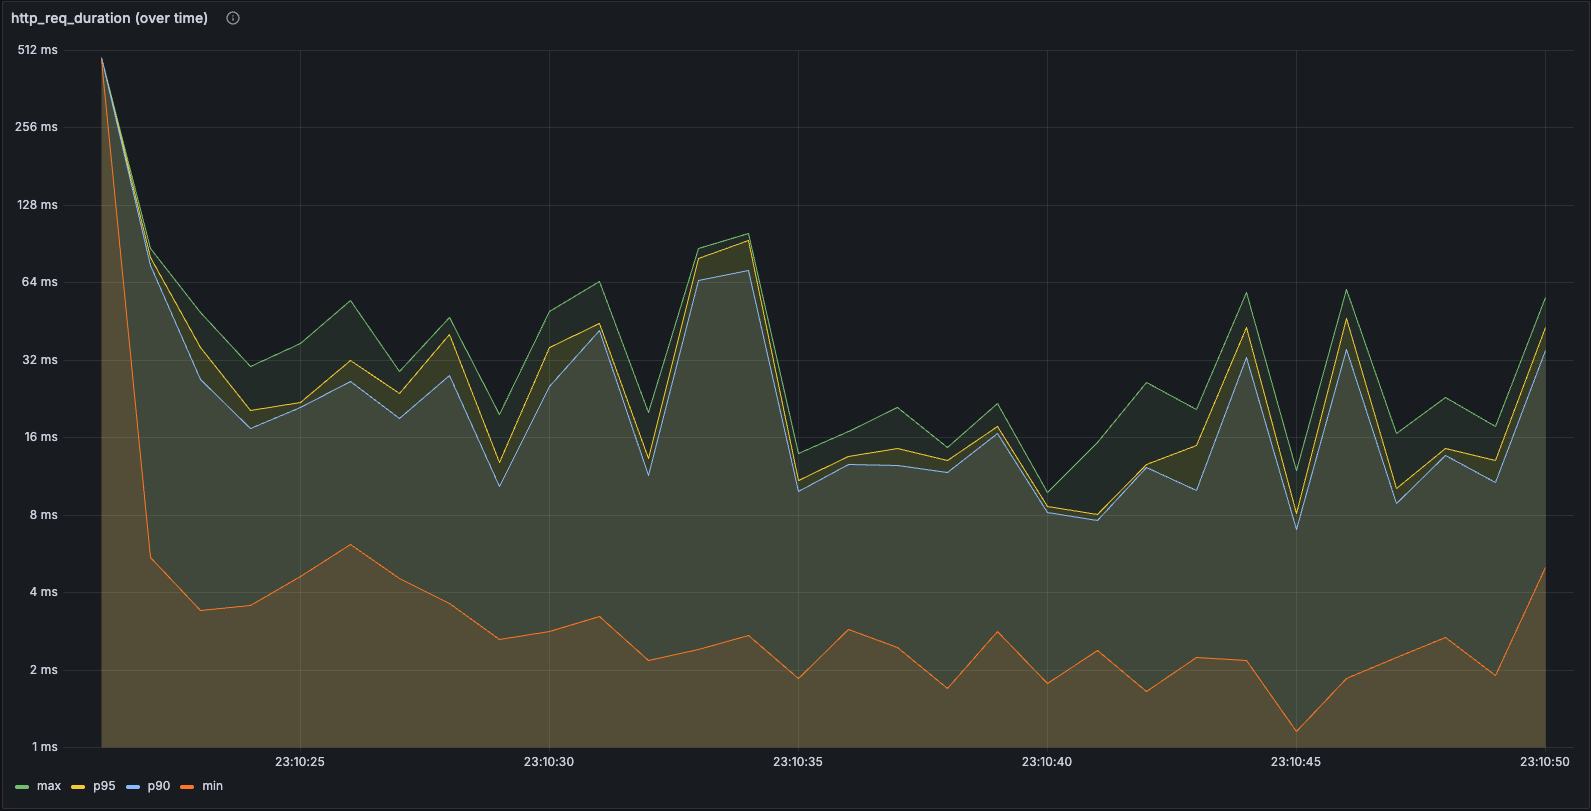 http_req_duration (over time)
512 ms
256 ms
128 ms
64 ms
32 ms
16 ms
8 ms
4 ms
2 ms
1 ms
23:10:25 23:10:30 23:10:35 23:10:40 23:10:45 23:10:50
max p95 p90 min